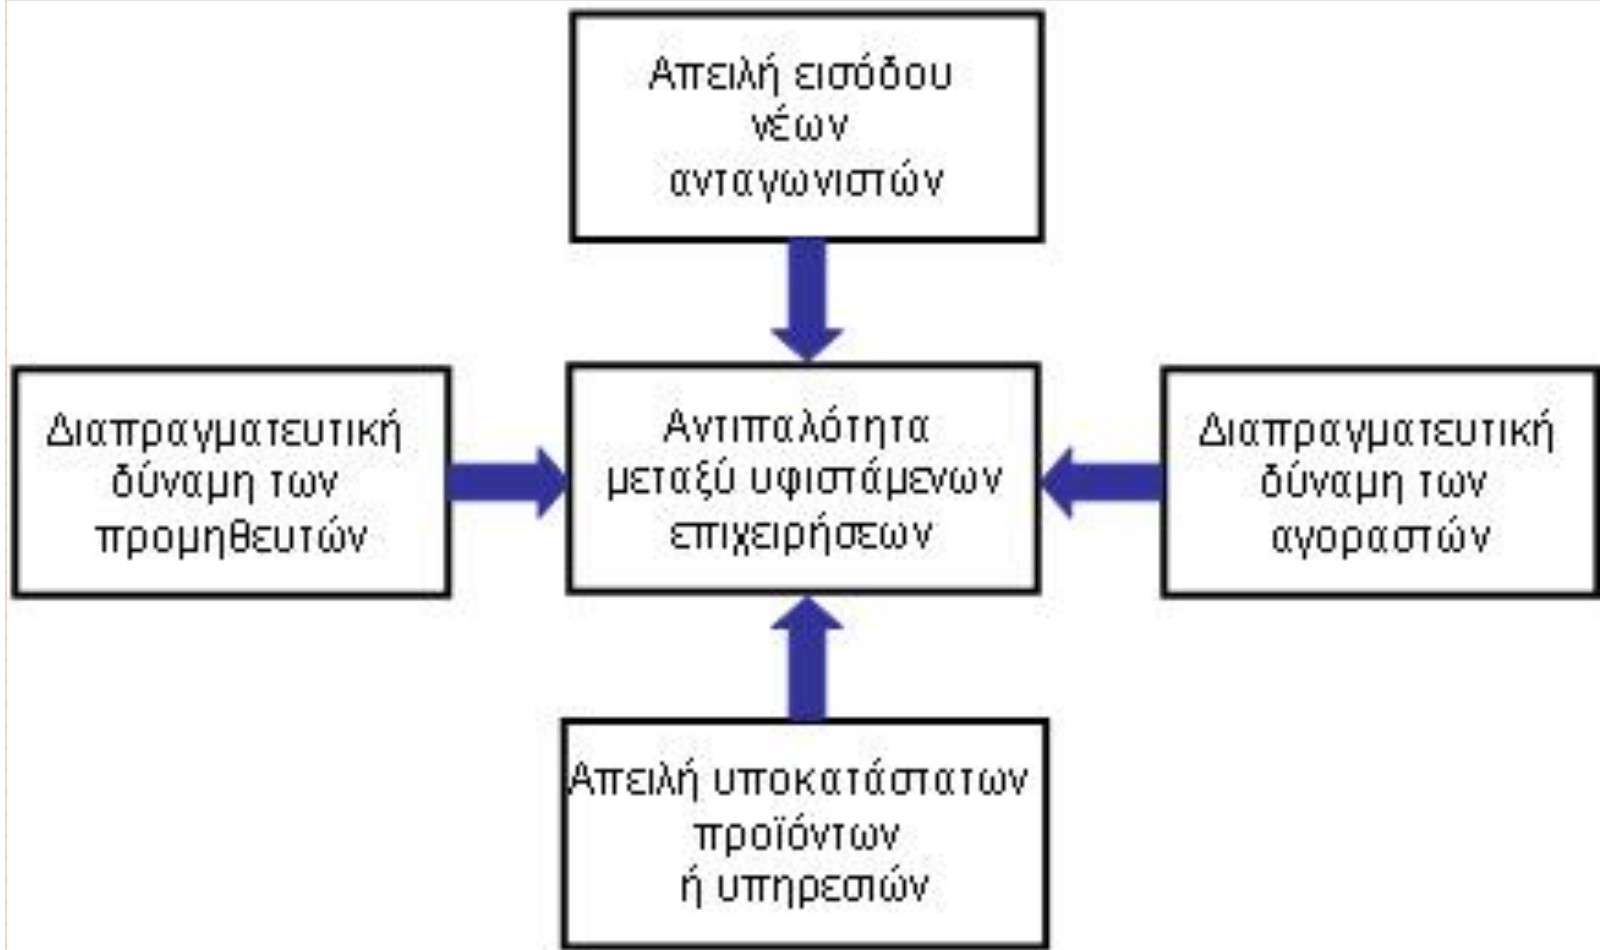 Απειλή εισόδου
νέων
ανταγωνιστών
Διαπραγματευτική
δύναμη των
προμηθευτών
Αντιπαλότητα
μεταξύ υφιστάμενων
επιχειρήσεων
Διαπραγματευτική
δύναμη των
αγοραστών
Απειλή υποκατάστατων
προϊόντων
ή υπηρεσιών